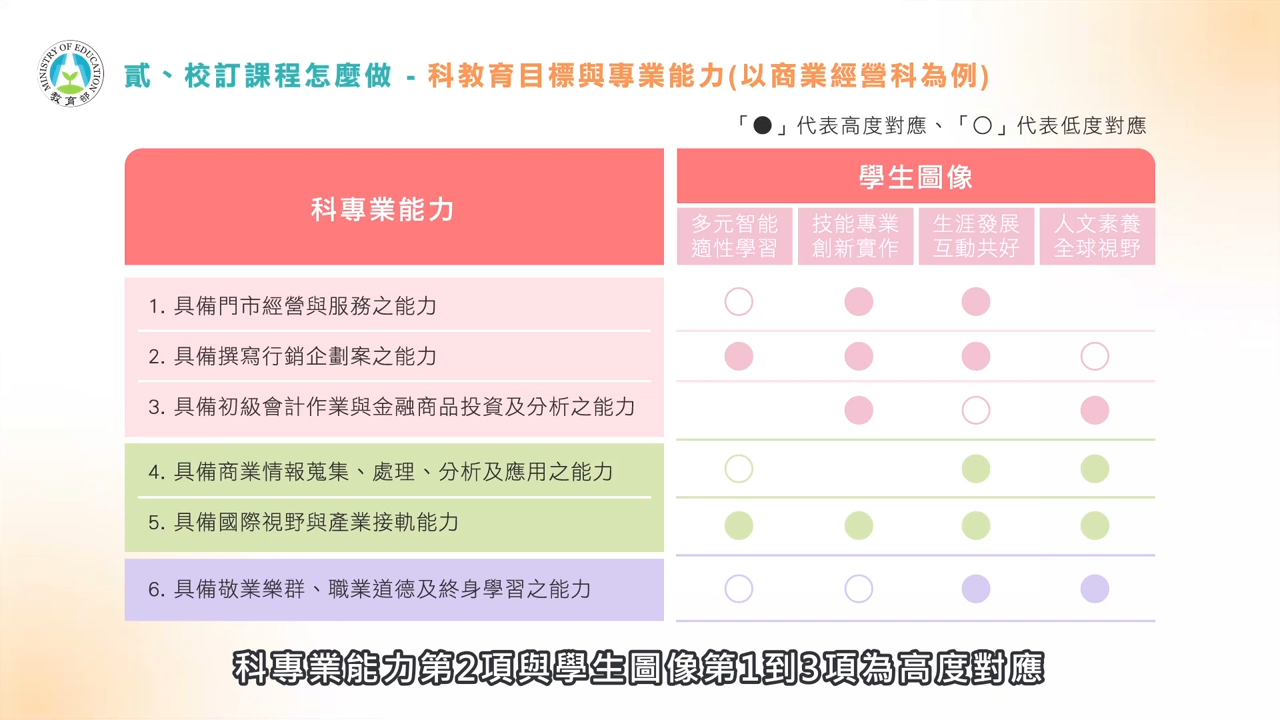 MINISTRY OF EDUCATION
教育部
貳、校訂課程怎麼做 - 科教育目標與專業能力(以商業經營科為例)
「●」代表高度對應、「○」代表低度對應
科專業能力
學生圖像
多元智能
適性學習
技能專業
創新實作
生涯發展
互動共好
人文素養
全球視野
1. 具備門市經營與服務之能力
2. 具備撰寫行銷企劃案之能力
3. 具備初級會計作業與金融商品投資及分析之能力
4. 具備商業情報蒐集、處理、分析及應用之能力
5. 具備國際視野與產業接軌能力
6. 具備敬業樂群、職業道德及終身學習之能力
科專業能力第2項與學生圖像第1到3項為高度對應